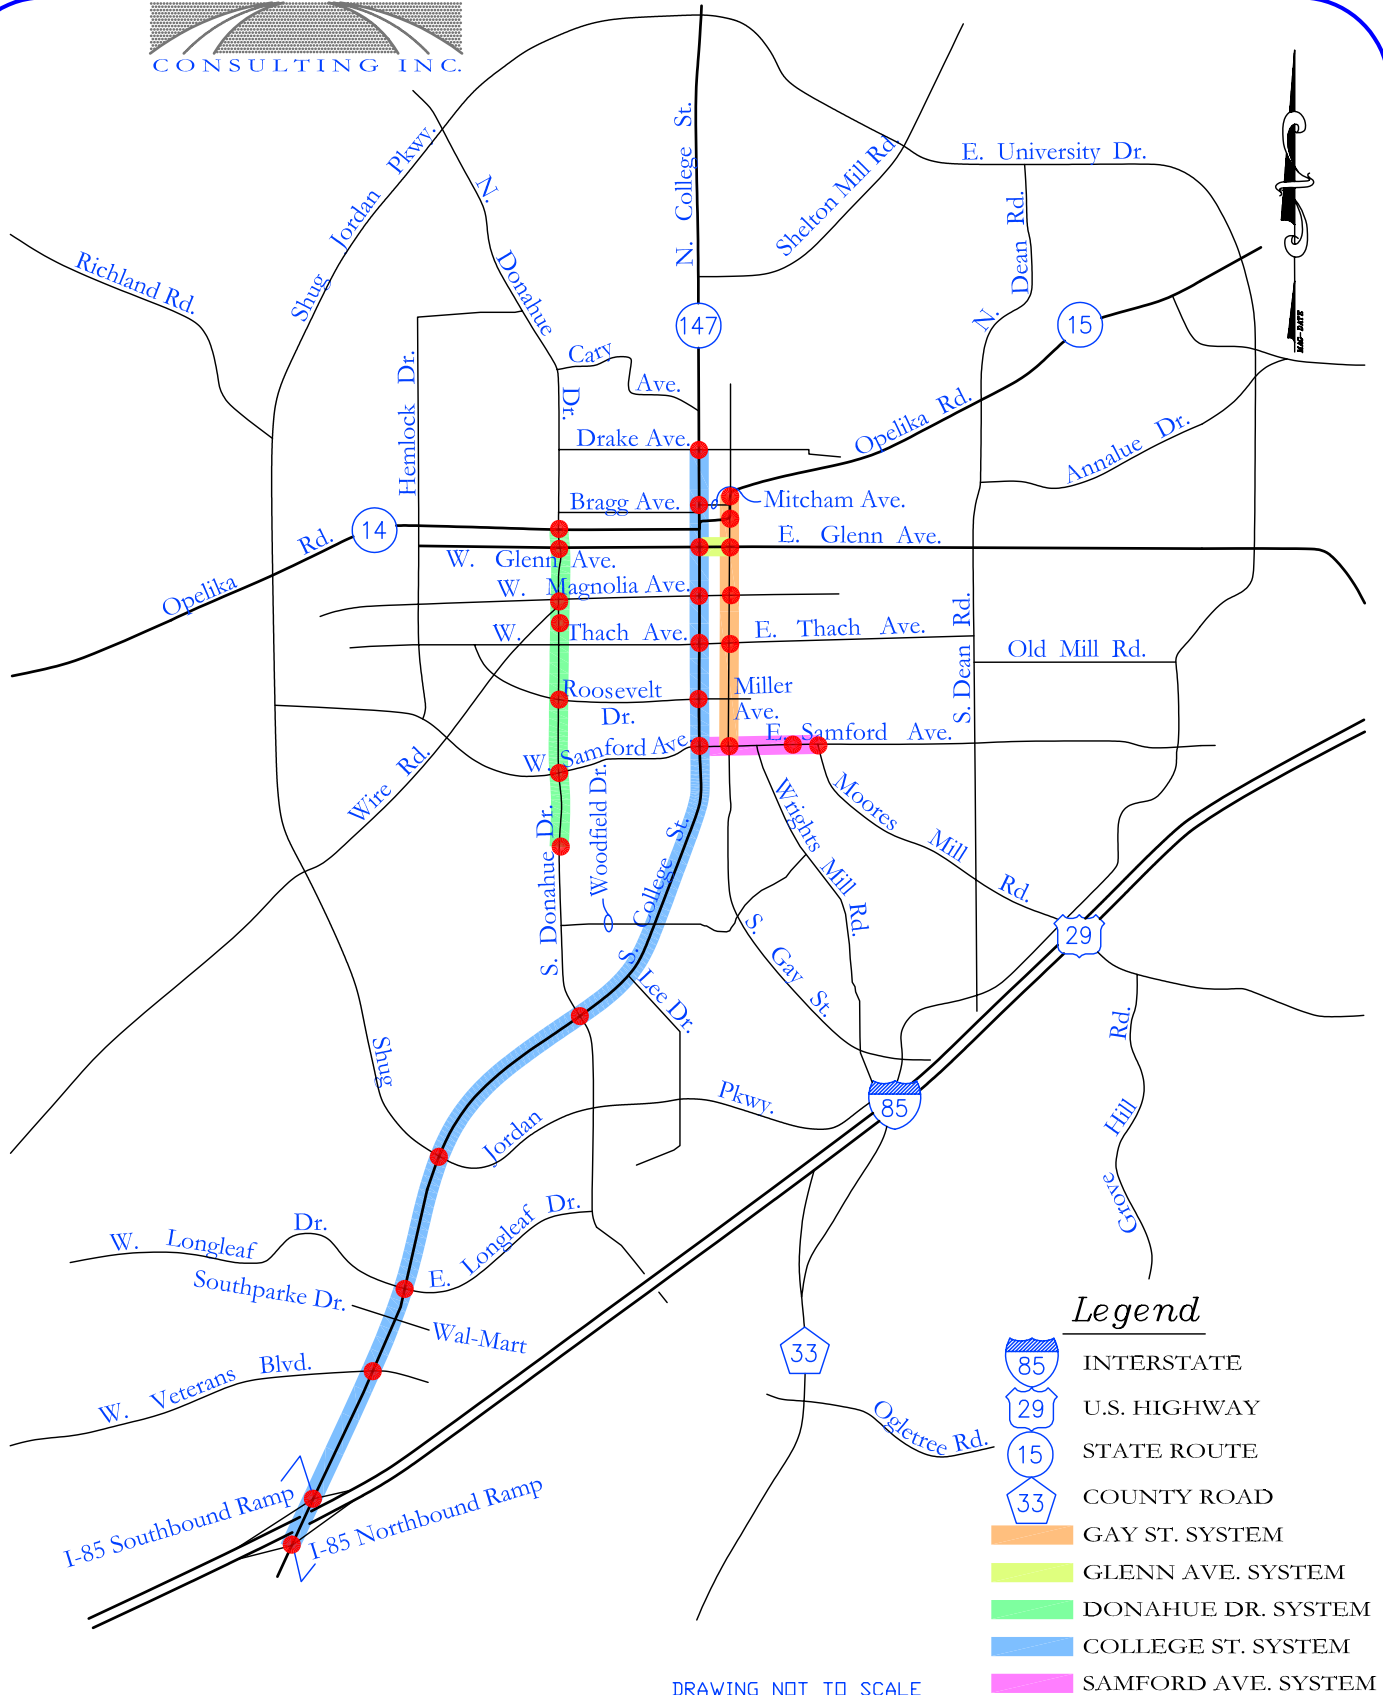 CONSULTING INC.
N. College St.
Shug Jordan Pkwy.
N. Donahue Dr.
Shelton Mill Rd.
E. University Dr.
N. Dean Rd.
Richland Rd.
MAG-DATE
147
15
Cary Ave.
Hemlock Dr.
Opelika Rd.
Annalue Dr.
Drake Ave.
Bragg Ave.
Mitcham Ave.
14
Opelika Rd.
E. Glenn Ave.
W. Glenn Ave.
W. Magnolia Ave.
W. Thach Ave.
E. Thach Ave.
S. Dean Rd.
Old Mill Rd.
Roosevelt Dr.
Miller
Ave.
W. Samford Ave.
E. Samford Ave.
Wire Rd.
S. Donahue Dr.
Woodfield Dr.
S. College St.
Wrights Mill Rd.
Moores Mill Rd.
29
S. Gay St.
Lee Dr.
Shug Jordan Pkwy.
85
Grove Hill Rd.
W. Longleaf Dr.
E. Longleaf Dr.
Southparke Dr.
Wal-Mart
W. Veterans Blvd.
33
Ogletree Rd.
I-85 Southbound Ramp
I-85 Northbound Ramp
Legend
85 INTERSTATE
29 U.S. HIGHWAY
15 STATE ROUTE
33 COUNTY ROAD
GAY ST. SYSTEM
GLENN AVE. SYSTEM
DONAHUE DR. SYSTEM
COLLEGE ST. SYSTEM
SAMFORD AVE. SYSTEM
DRAWING NOT TO SCALE